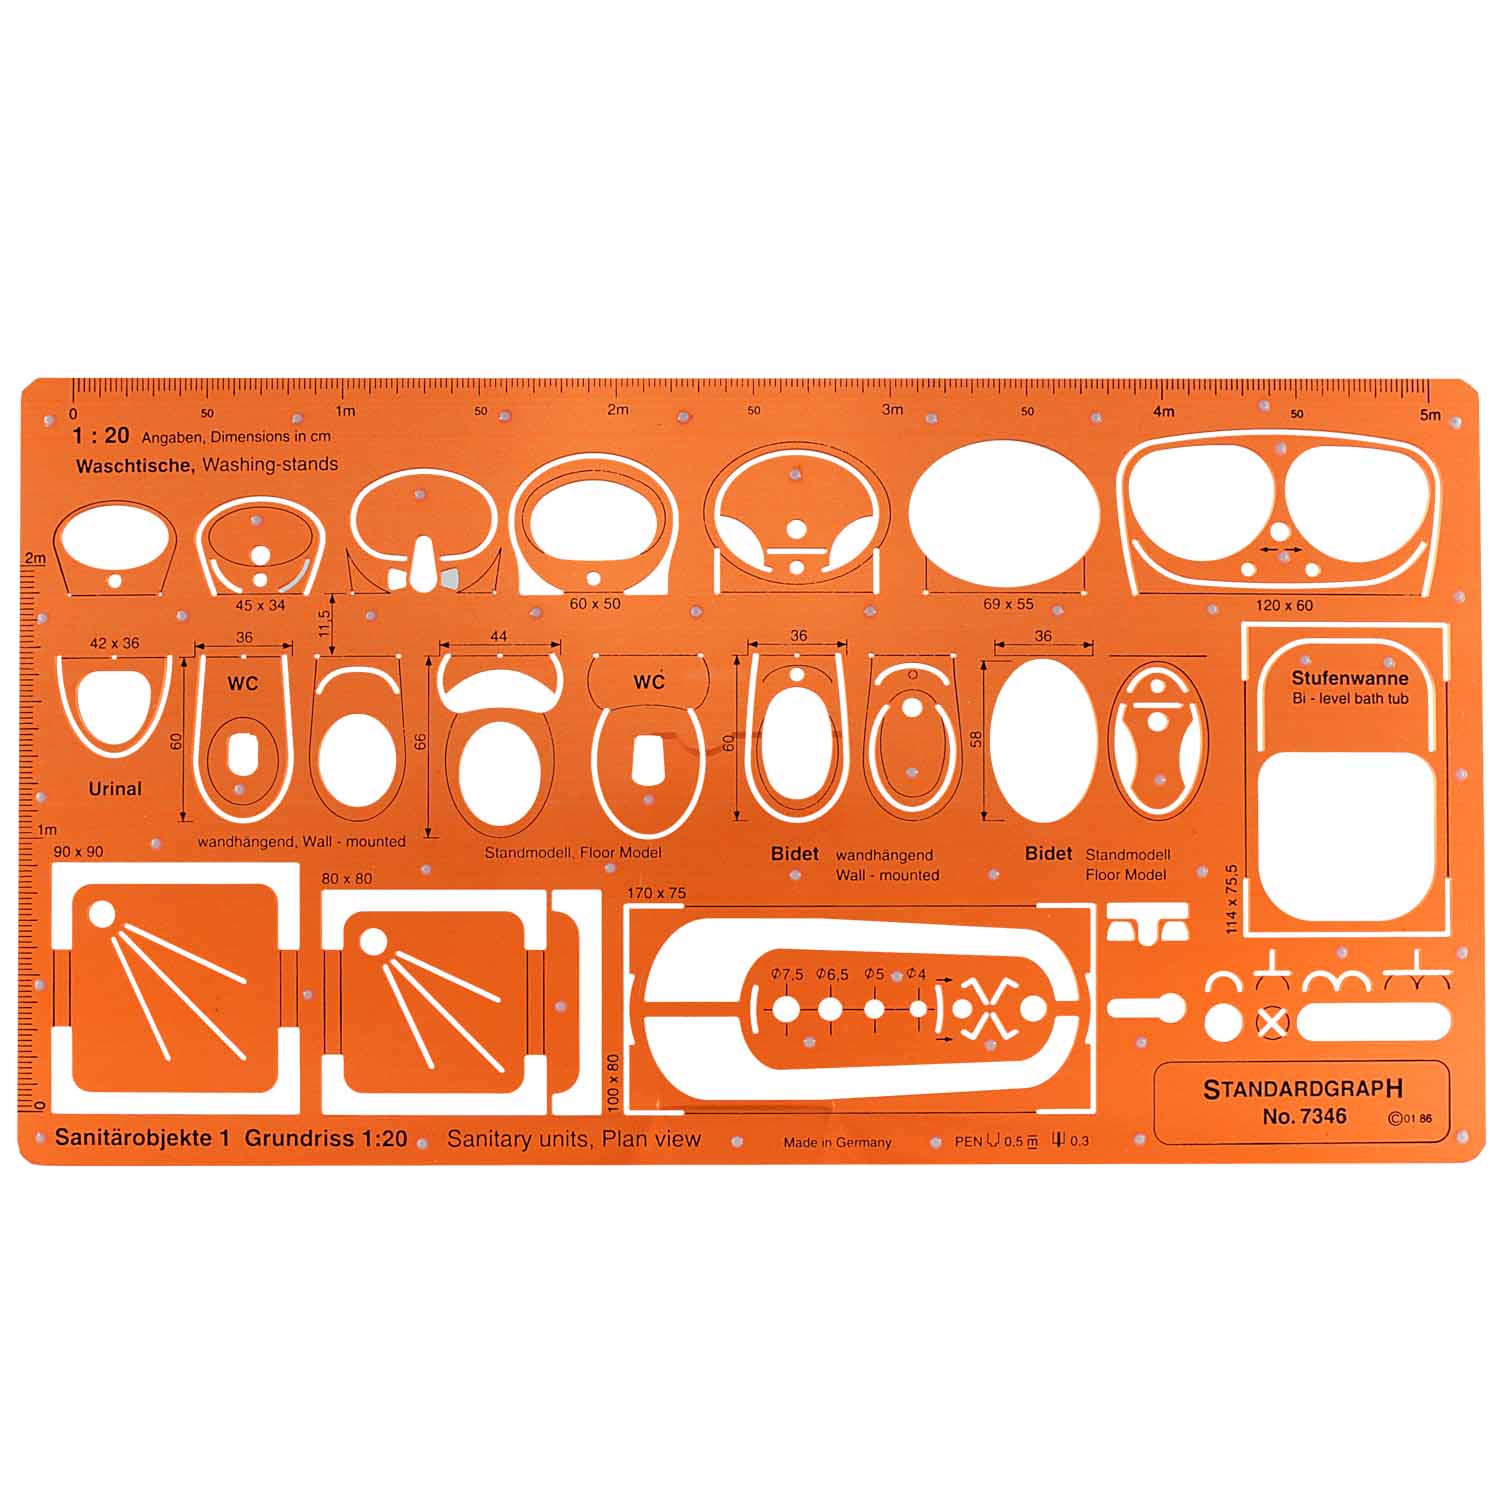 0 50 1m 50 2m 50 3m 50 4m 50 5m
1 : 20 Angaben, Dimensions in cm
Waschtische, Washing-stands
2m
45 x 34
60 x 50
69 x 55
120 x 60
11,5
42 x 36
36
44
36
36
WC
WC
60
66
60
58
Stufenwanne
Bi - level bath tub
Urinal
1m
wandhängend, Wall - mounted
Standmodell, Floor Model
Bidet wandhängend
Wall - mounted
Bidet Standmodell
Floor Model
114 x 75,5
90 x 90
80 x 80
170 x 75
100 x 80
Φ7,5 Φ6,5 Φ5 Φ4
0
STANDARDGRAPH
No. 7346
©01.86
Sanitärobjekte 1 Grundriss 1:20 Sanitary units, Plan view
Made in Germany
PEN 0,5 m 0.3